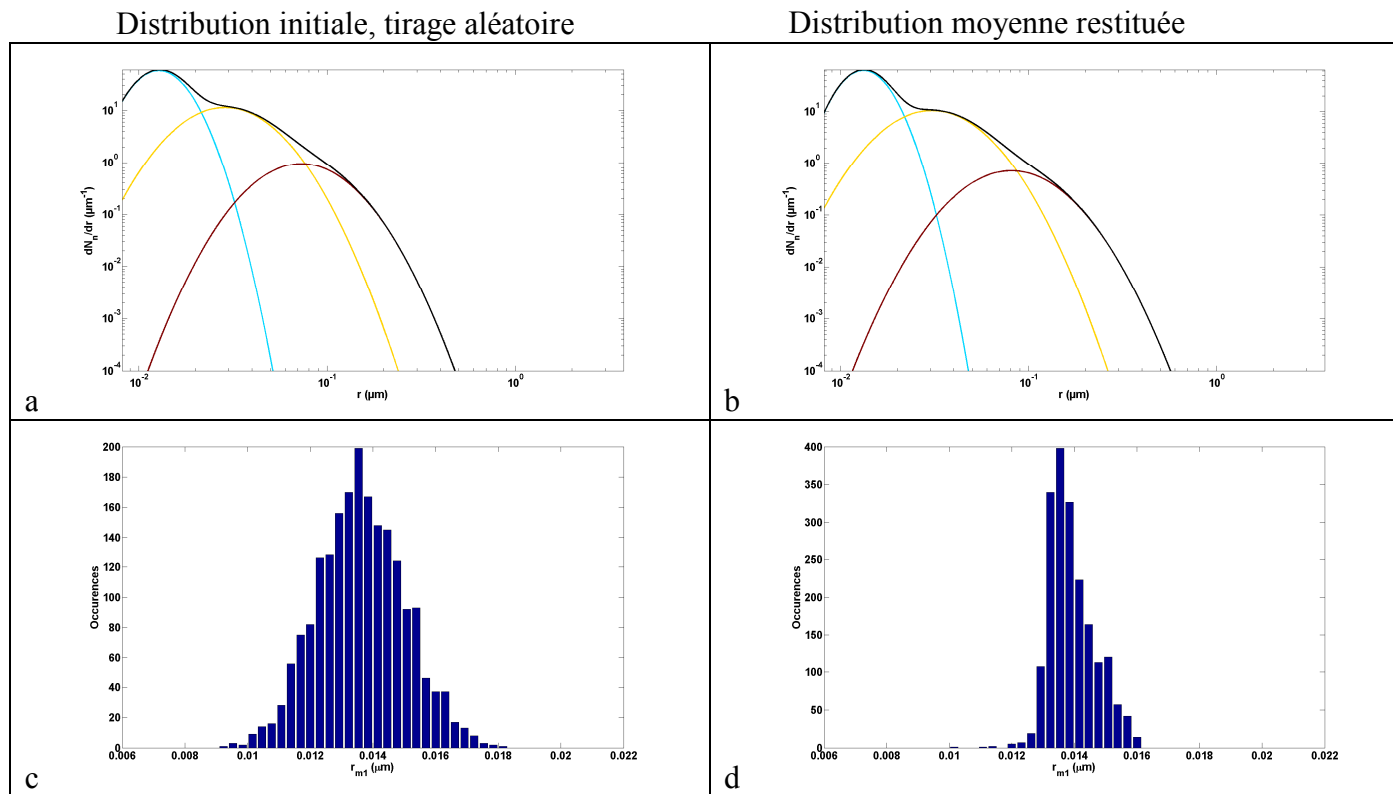 Distribution initiale, tirage aléatoire
Distribution moyenne restituée
10^1
10^0
10^-1
10^-2
10^-3
10^-4
dN_n/dr (µm^-1)
10^-2
10^-1
10^0
r (µm)
a
10^1
10^0
10^-1
10^-2
10^-3
10^-4
dN_n/dr (µm^-1)
10^-2
10^-1
10^0
r (µm)
b
200
180
160
140
120
100
80
60
40
20
0
Occurences
0.006 0.008 0.01 0.012 0.014 0.016 0.018 0.02 0.022
r_m1 (µm)
c
400
350
300
250
200
150
100
50
0
Occurences
0.006 0.008 0.01 0.012 0.014 0.016 0.018 0.02 0.022
r_m1 (µm)
d